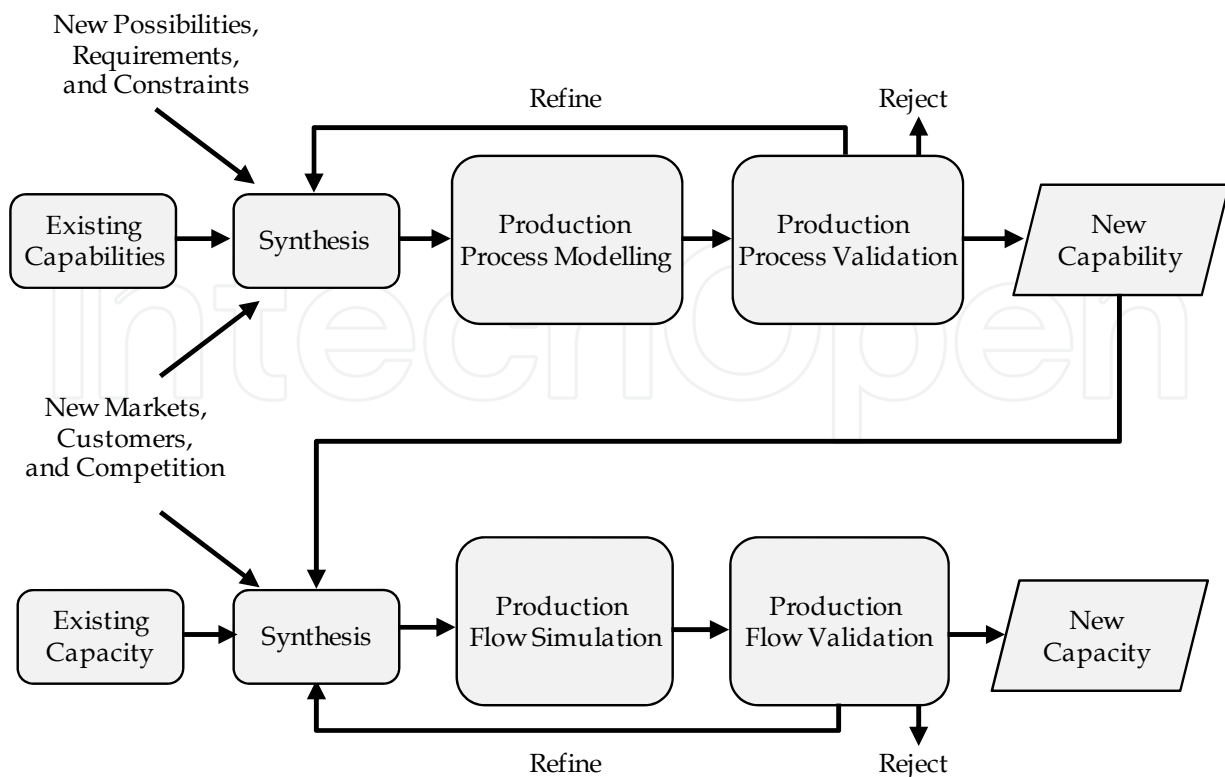 New Possibilities,
Requirements,
and Constraints
Refine
Reject
Existing
Capabilities
Synthesis
Production
Process Modelling
Production
Process Validation
New
Capability
IntechOpen
New Markets,
Customers,
and Competition
Existing
Capacity
Synthesis
Production
Flow Simulation
Production
Flow Validation
New
Capacity
Refine
Reject